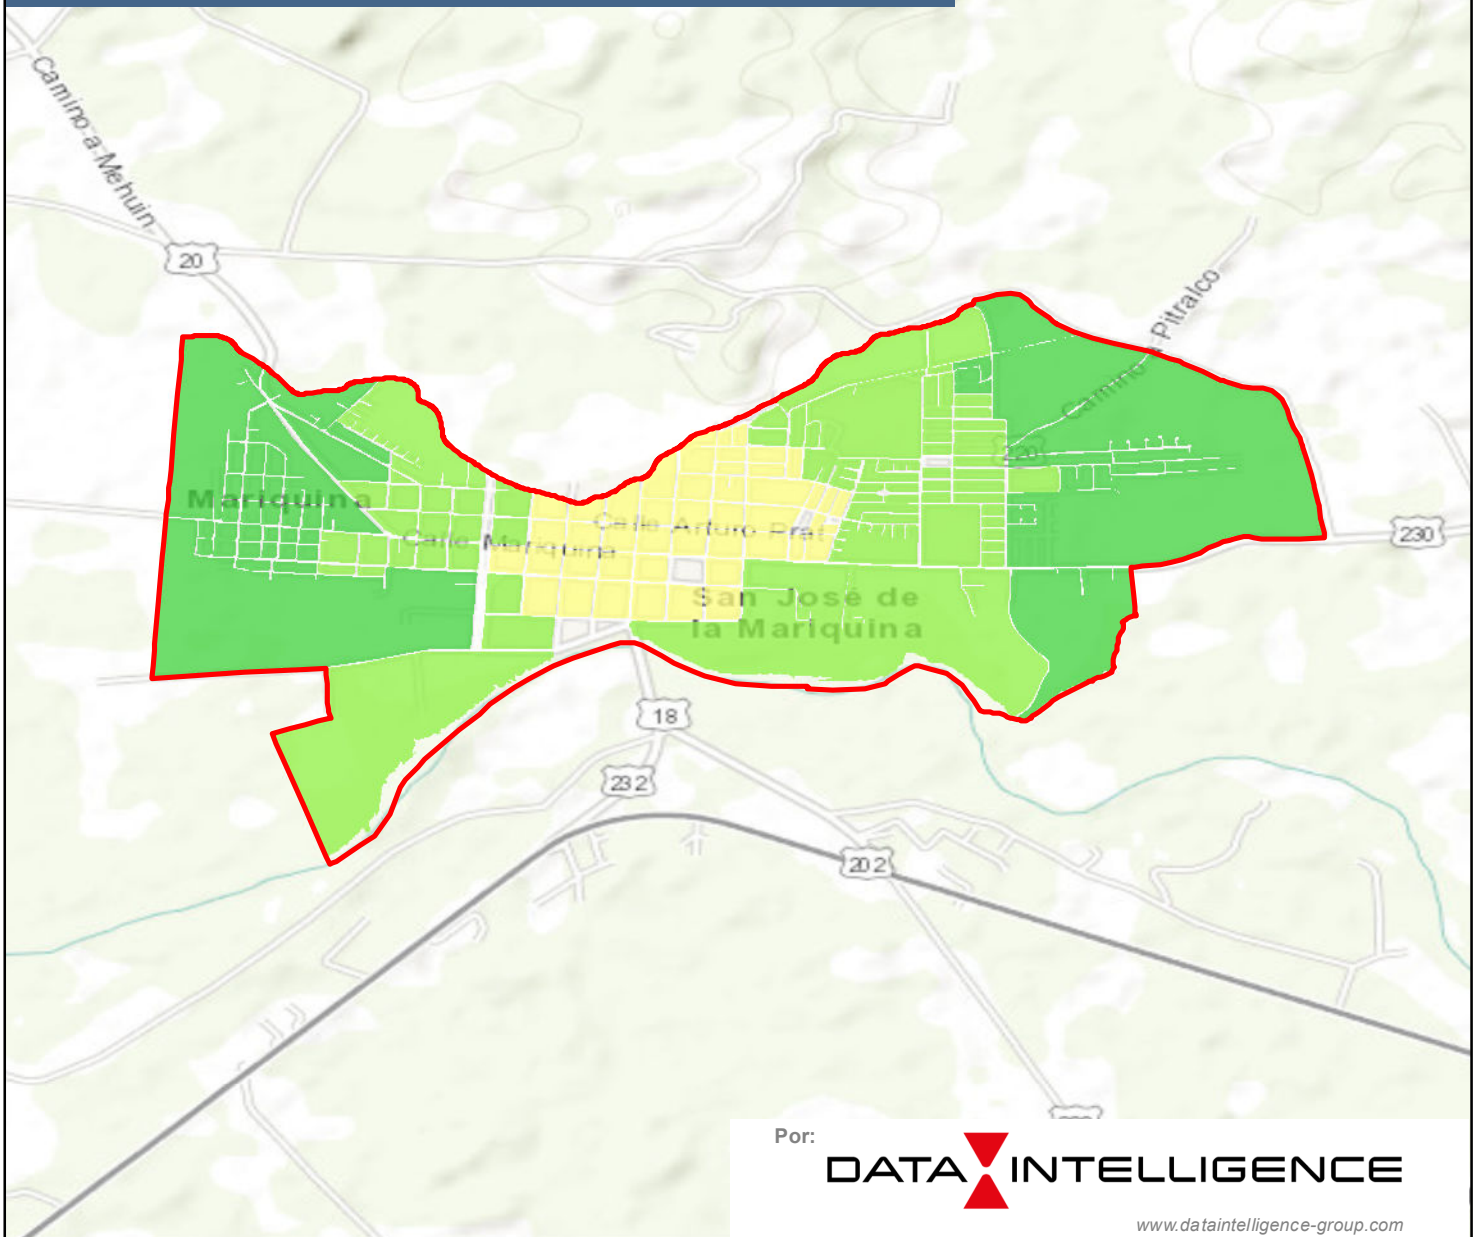 Camino a Mehuin
20
Camino a Pitralco
220
Mariquina
Calle Arturo Prat
Calle Mariquina
230
San José de
la Mariquina
18
232
202
Por:
DATA INTELLIGENCE
www.dataintelligence-group.com